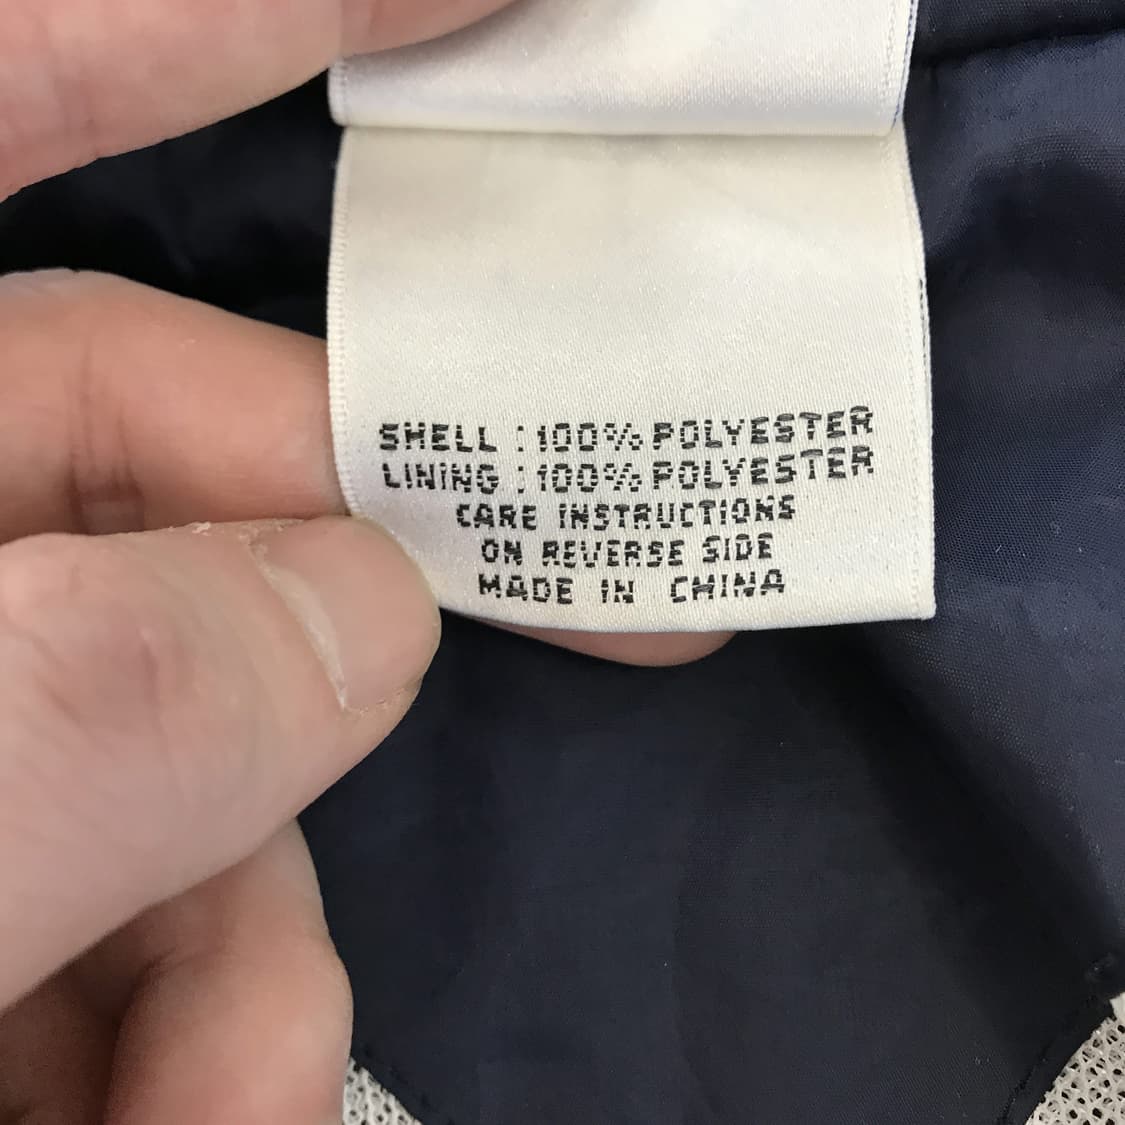 SHELL : 100% POLYESTER
LINING : 100% POLYESTER
CARE INSTRUCTIONS
ON REVERSE SIDE
MADE IN CHINA